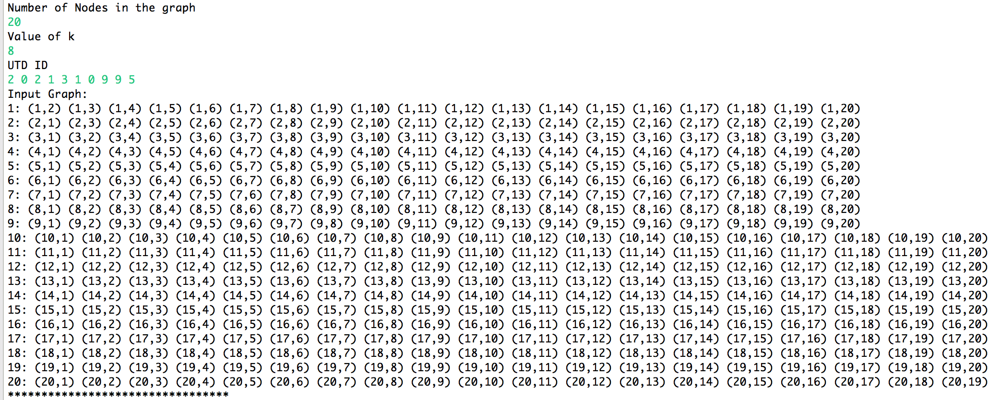 Number of Nodes in the graph
20
Value of k
8
UTD ID
2 0 2 1 3 1 0 9 9 5
Input Graph:
1: (1,2) (1,3) (1,4) (1,5) (1,6) (1,7) (1,8) (1,9) (1,10) (1,11) (1,12) (1,13) (1,14) (1,15) (1,16) (1,17) (1,18) (1,19) (1,20)
2: (2,1) (2,3) (2,4) (2,5) (2,6) (2,7) (2,8) (2,9) (2,10) (2,11) (2,12) (2,13) (2,14) (2,15) (2,16) (2,17) (2,18) (2,19) (2,20)
3: (3,1) (3,2) (3,4) (3,5) (3,6) (3,7) (3,8) (3,9) (3,10) (3,11) (3,12) (3,13) (3,14) (3,15) (3,16) (3,17) (3,18) (3,19) (3,20)
4: (4,1) (4,2) (4,3) (4,5) (4,6) (4,7) (4,8) (4,9) (4,10) (4,11) (4,12) (4,13) (4,14) (4,15) (4,16) (4,17) (4,18) (4,19) (4,20)
5: (5,1) (5,2) (5,3) (5,4) (5,6) (5,7) (5,8) (5,9) (5,10) (5,11) (5,12) (5,13) (5,14) (5,15) (5,16) (5,17) (5,18) (5,19) (5,20)
6: (6,1) (6,2) (6,3) (6,4) (6,5) (6,7) (6,8) (6,9) (6,10) (6,11) (6,12) (6,13) (6,14) (6,15) (6,16) (6,17) (6,18) (6,19) (6,20)
7: (7,1) (7,2) (7,3) (7,4) (7,5) (7,6) (7,8) (7,9) (7,10) (7,11) (7,12) (7,13) (7,14) (7,15) (7,16) (7,17) (7,18) (7,19) (7,20)
8: (8,1) (8,2) (8,3) (8,4) (8,5) (8,6) (8,7) (8,9) (8,10) (8,11) (8,12) (8,13) (8,14) (8,15) (8,16) (8,17) (8,18) (8,19) (8,20)
9: (9,1) (9,2) (9,3) (9,4) (9,5) (9,6) (9,7) (9,8) (9,10) (9,11) (9,12) (9,13) (9,14) (9,15) (9,16) (9,17) (9,18) (9,19) (9,20)
10: (10,1) (10,2) (10,3) (10,4) (10,5) (10,6) (10,7) (10,8) (10,9) (10,11) (10,12) (10,13) (10,14) (10,15) (10,16) (10,17) (10,18) (10,19) (10,20)
11: (11,1) (11,2) (11,3) (11,4) (11,5) (11,6) (11,7) (11,8) (11,9) (11,10) (11,12) (11,13) (11,14) (11,15) (11,16) (11,17) (11,18) (11,19) (11,20)
12: (12,1) (12,2) (12,3) (12,4) (12,5) (12,6) (12,7) (12,8) (12,9) (12,10) (12,11) (12,13) (12,14) (12,15) (12,16) (12,17) (12,18) (12,19) (12,20)
13: (13,1) (13,2) (13,3) (13,4) (13,5) (13,6) (13,7) (13,8) (13,9) (13,10) (13,11) (13,12) (13,14) (13,15) (13,16) (13,17) (13,18) (13,19) (13,20)
14: (14,1) (14,2) (14,3) (14,4) (14,5) (14,6) (14,7) (14,8) (14,9) (14,10) (14,11) (14,12) (14,13) (14,15) (14,16) (14,17) (14,18) (14,19) (14,20)
15: (15,1) (15,2) (15,3) (15,4) (15,5) (15,6) (15,7) (15,8) (15,9) (15,10) (15,11) (15,12) (15,13) (15,14) (15,16) (15,17) (15,18) (15,19) (15,20)
16: (16,1) (16,2) (16,3) (16,4) (16,5) (16,6) (16,7) (16,8) (16,9) (16,10) (16,11) (16,12) (16,13) (16,14) (16,15) (16,17) (16,18) (16,19) (16,20)
17: (17,1) (17,2) (17,3) (17,4) (17,5) (17,6) (17,7) (17,8) (17,9) (17,10) (17,11) (17,12) (17,13) (17,14) (17,15) (17,16) (17,18) (17,19) (17,20)
18: (18,1) (18,2) (18,3) (18,4) (18,5) (18,6) (18,7) (18,8) (18,9) (18,10) (18,11) (18,12) (18,13) (18,14) (18,15) (18,16) (18,17) (18,19) (18,20)
19: (19,1) (19,2) (19,3) (19,4) (19,5) (19,6) (19,7) (19,8) (19,9) (19,10) (19,11) (19,12) (19,13) (19,14) (19,15) (19,16) (19,17) (19,18) (19,20)
20: (20,1) (20,2) (20,3) (20,4) (20,5) (20,6) (20,7) (20,8) (20,9) (20,10) (20,11) (20,12) (20,13) (20,14) (20,15) (20,16) (20,17) (20,18) (20,19)
*********************************